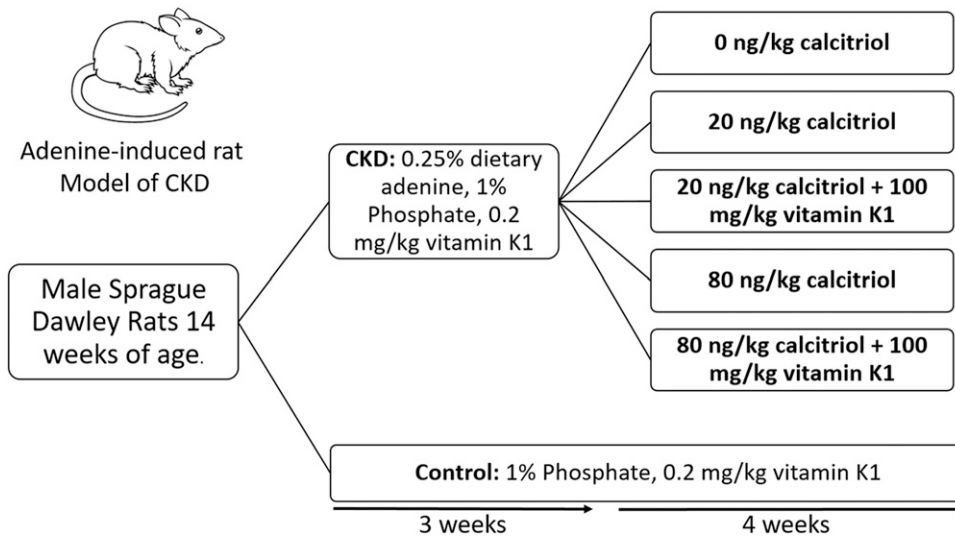 Adenine-induced rat
Model of CKD
Male Sprague
Dawley Rats 14
weeks of age.
CKD: 0.25% dietary
adenine, 1%
Phosphate, 0.2
mg/kg vitamin K1
0 ng/kg calcitriol
20 ng/kg calcitriol
20 ng/kg calcitriol + 100
mg/kg vitamin K1
80 ng/kg calcitriol
80 ng/kg calcitriol + 100
mg/kg vitamin K1
Control: 1% Phosphate, 0.2 mg/kg vitamin K1
3 weeks
4 weeks